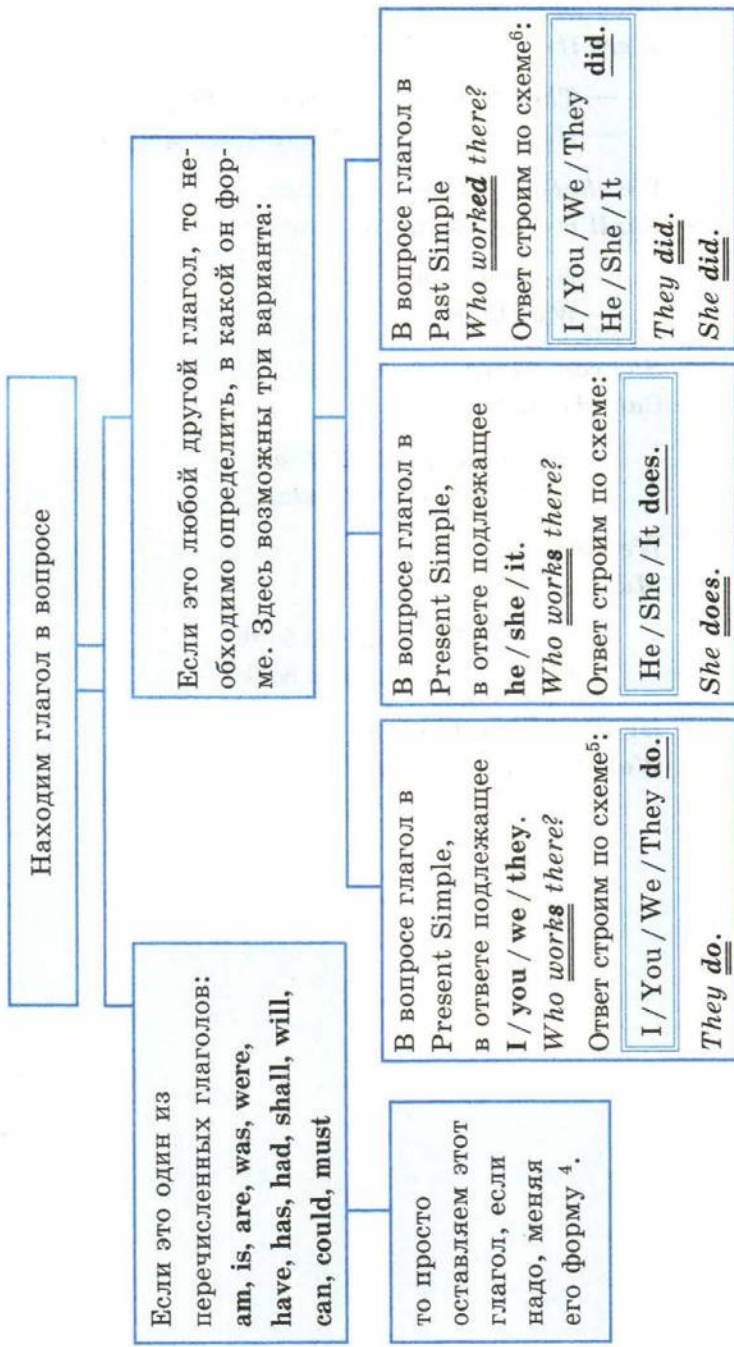 Находим глагол в вопросе
Если это один из
перечисленных глаголов:
am, is, are, was, were,
have, has, had, shall, will,
can, could, must
то просто
оставляем этот
глагол, если
надо, меняя
его форму ⁴.
Если это любой другой глагол, то не-
обходимо определить, в какой он фор-
ме. Здесь возможны три варианта:
В вопросе глагол в
Present Simple,
в ответе подлежащее
I / you / we / they.
Who works there?
Ответ строим по схеме⁵:
I / You / We / They do.
They do.
В вопросе глагол в
Present Simple,
в ответе подлежащее
he / she / it.
Who works there?
Ответ строим по схеме:
He / She / It does.
She does.
В вопросе глагол в
Past Simple
Who worked there?
Ответ строим по схеме⁶:
I / You / We / They did.
He / She / It
They did.
She did.